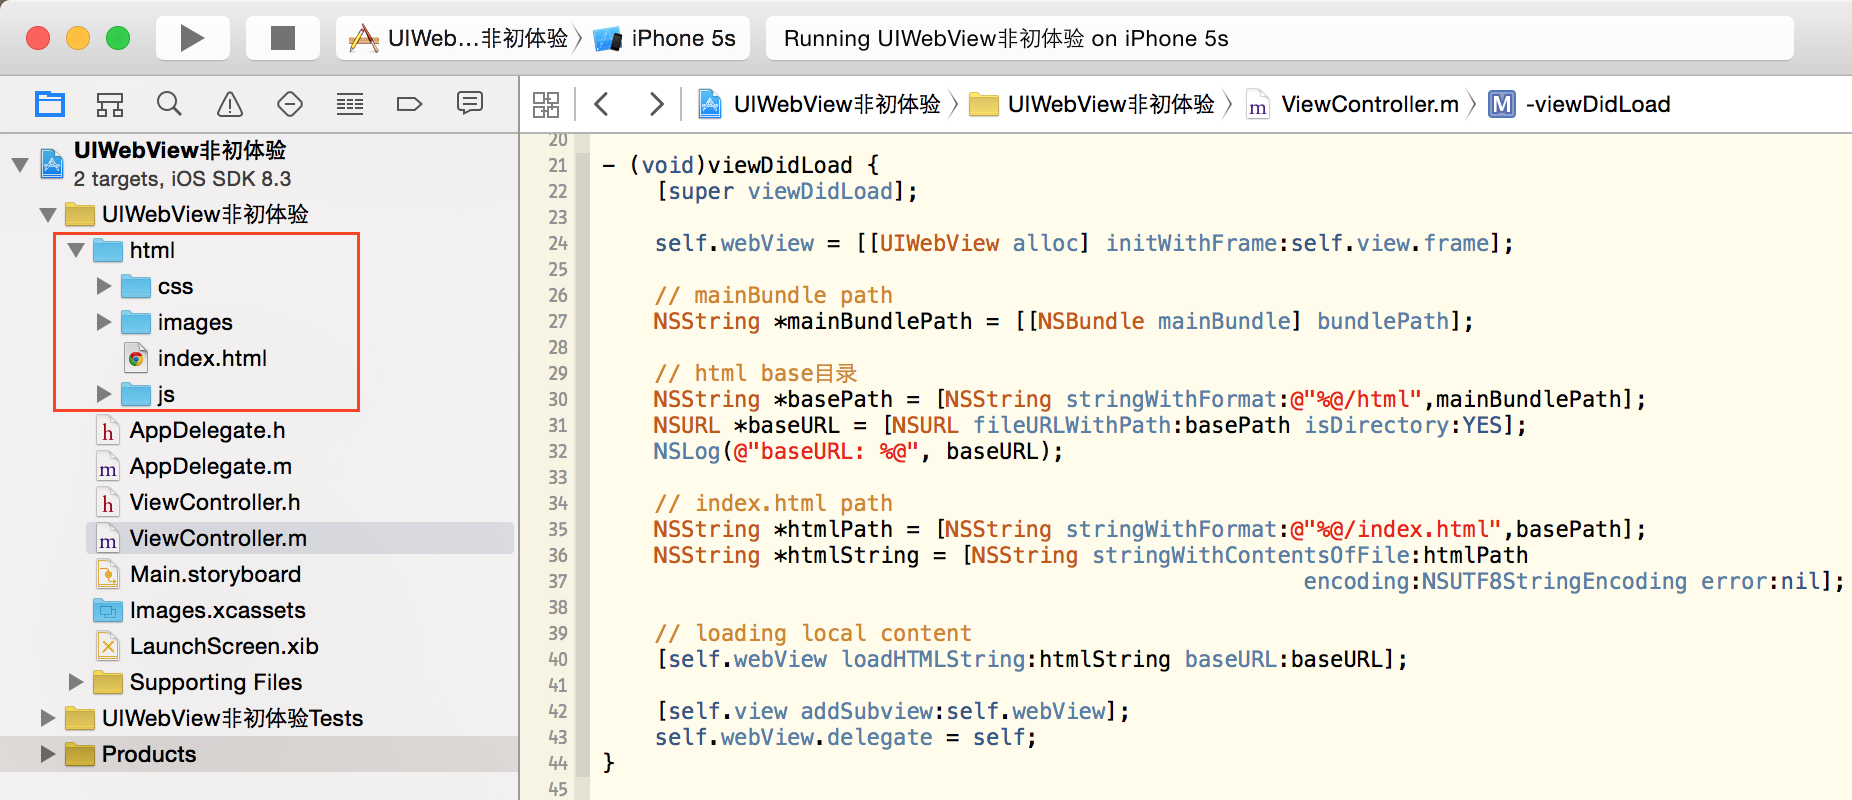 UIWeb...非初体验 〉 iPhone 5s
Running UIWebView非初体验 on iPhone 5s
UIWebView非初体验 〉 UIWebView非初体验 〉 m ViewController.m 〉 M -viewDidLoad
UIWebView非初体验
2 targets, iOS SDK 8.3
UIWebView非初体验
html
css
images
index.html
js
h AppDelegate.h
m AppDelegate.m
h ViewController.h
m ViewController.m
Main.storyboard
Images.xcassets
LaunchScreen.xib
Supporting Files
UIWebView非初体验Tests
Products
20
21 - (void)viewDidLoad {
22 [super viewDidLoad];
23
24 self.webView = [[UIWebView alloc] initWithFrame:self.view.frame];
25
26 // mainBundle path
27 NSString *mainBundlePath = [[NSBundle mainBundle] bundlePath];
28
29 // html base目录
30 NSString *basePath = [NSString stringWithFormat:@"%@/html",mainBundlePath];
31 NSURL *baseURL = [NSURL fileURLWithPath:basePath isDirectory:YES];
32 NSLog(@"baseURL: %@", baseURL);
33
34 // index.html path
35 NSString *htmlPath = [NSString stringWithFormat:@"%@/index.html",basePath];
36 NSString *htmlString = [NSString stringWithContentsOfFile:htmlPath
37 encoding:NSUTF8StringEncoding error:nil];
38
39 // loading local content
40 [self.webView loadHTMLString:htmlString baseURL:baseURL];
41
42 [self.view addSubview:self.webView];
43 self.webView.delegate = self;
44 }
45